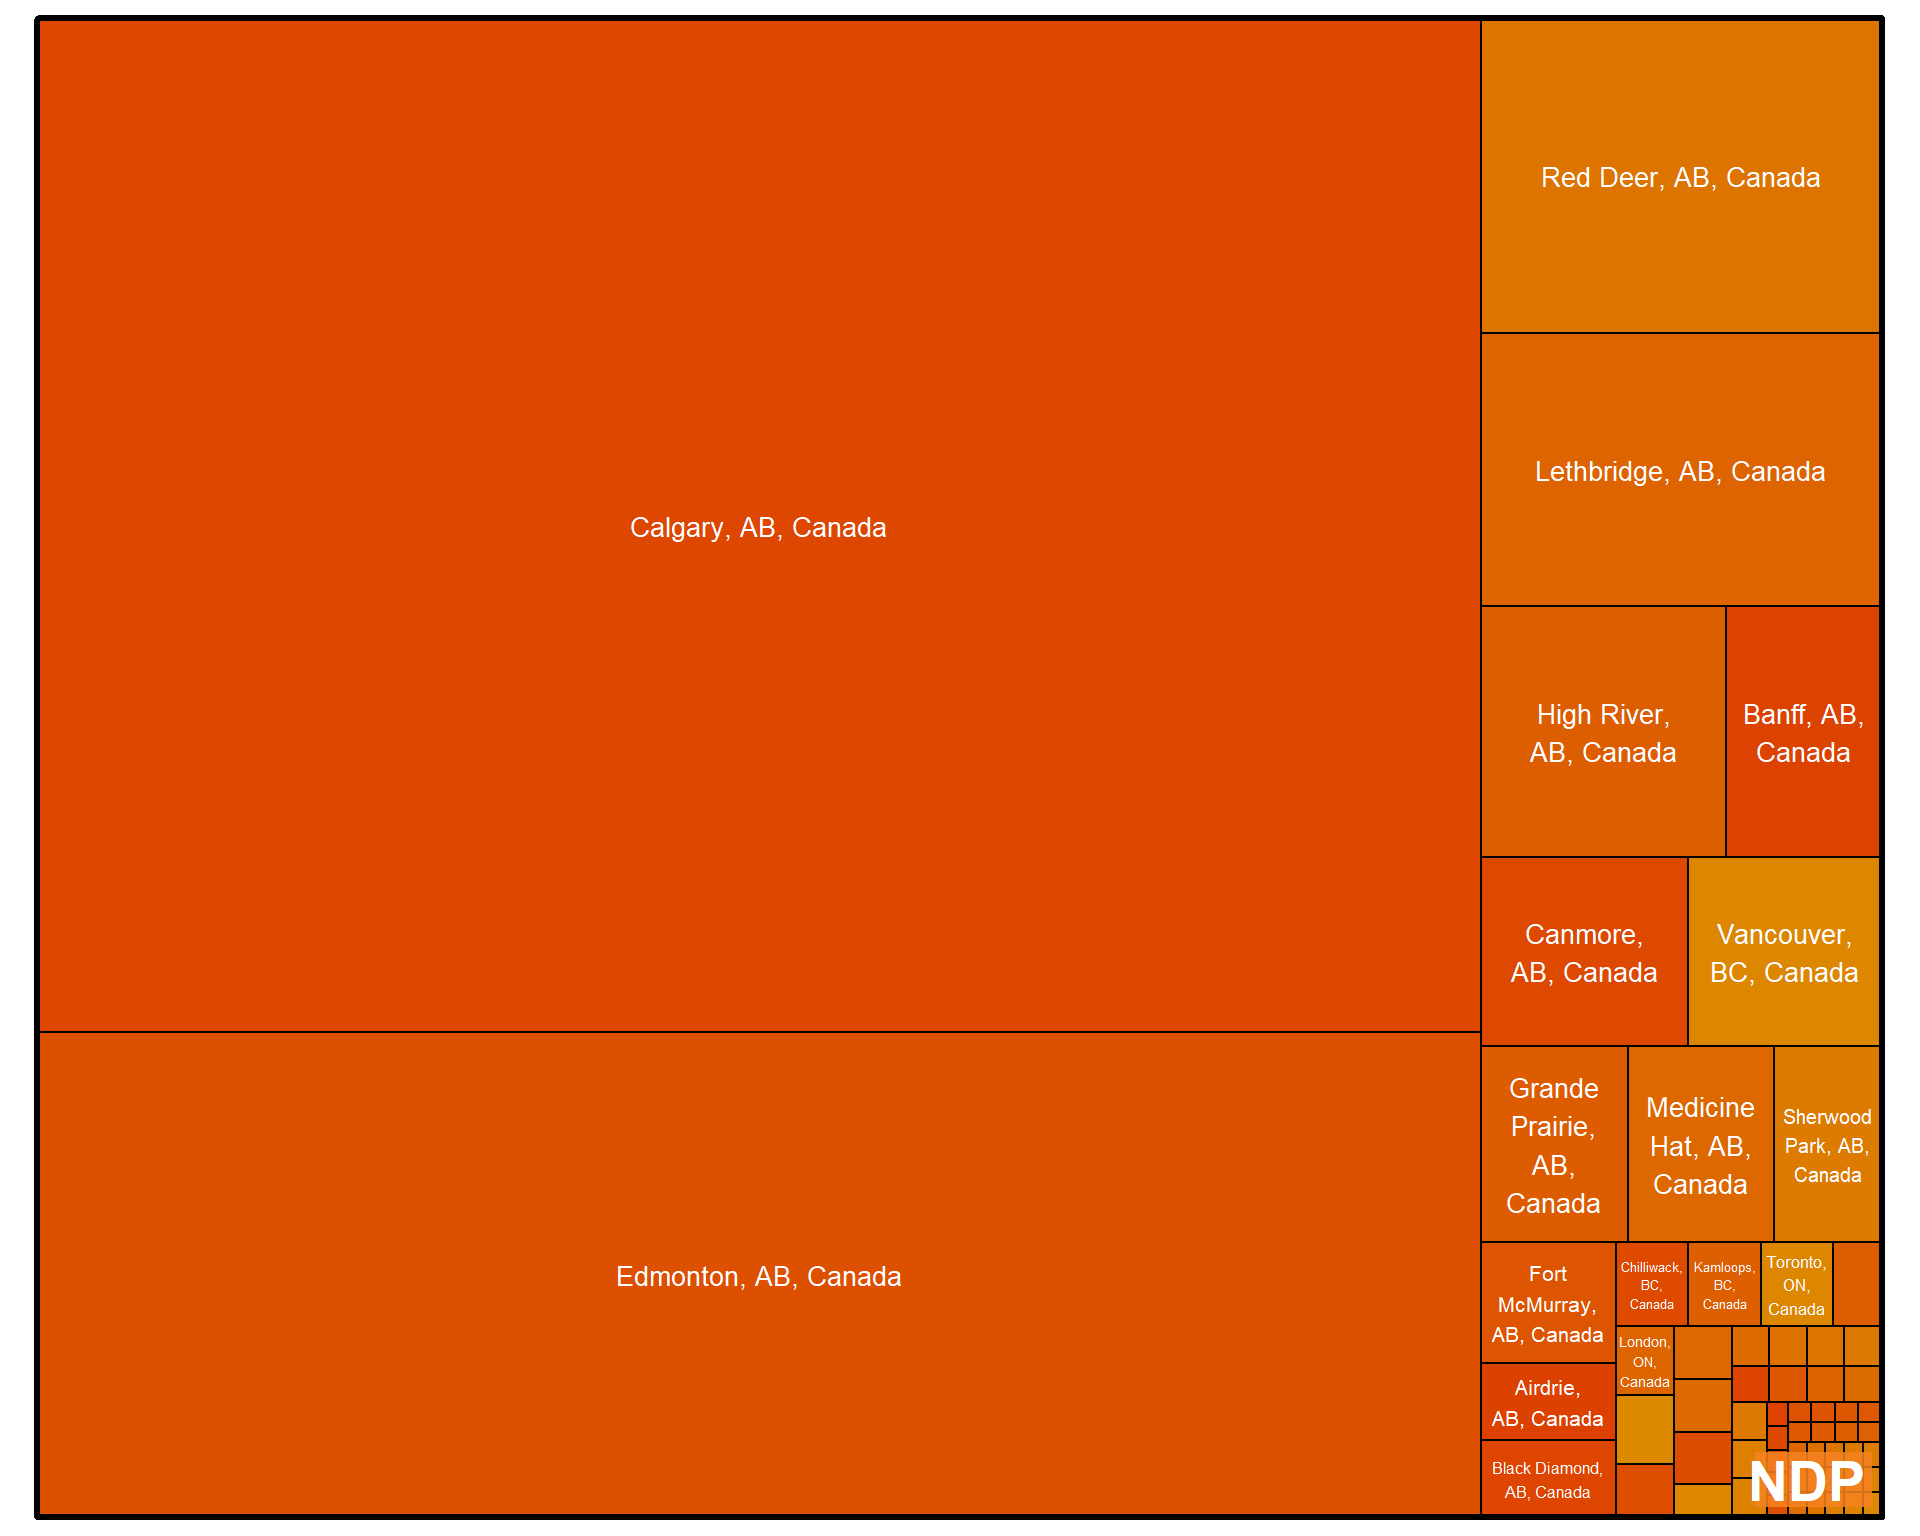 Calgary, AB, Canada
Edmonton, AB, Canada
Red Deer, AB, Canada
Lethbridge, AB, Canada
High River,
AB, Canada
Banff, AB,
Canada
Canmore,
AB, Canada
Vancouver,
BC, Canada
Grande
Prairie,
AB,
Canada
Medicine
Hat, AB,
Canada
Sherwood
Park, AB,
Canada
Fort
McMurray,
AB, Canada
Airdrie,
AB, Canada
Black Diamond,
AB, Canada
Chilliwack,
BC,
Canada
Kamloops,
BC,
Canada
Toronto,
ON,
Canada
London,
ON,
Canada
NDP